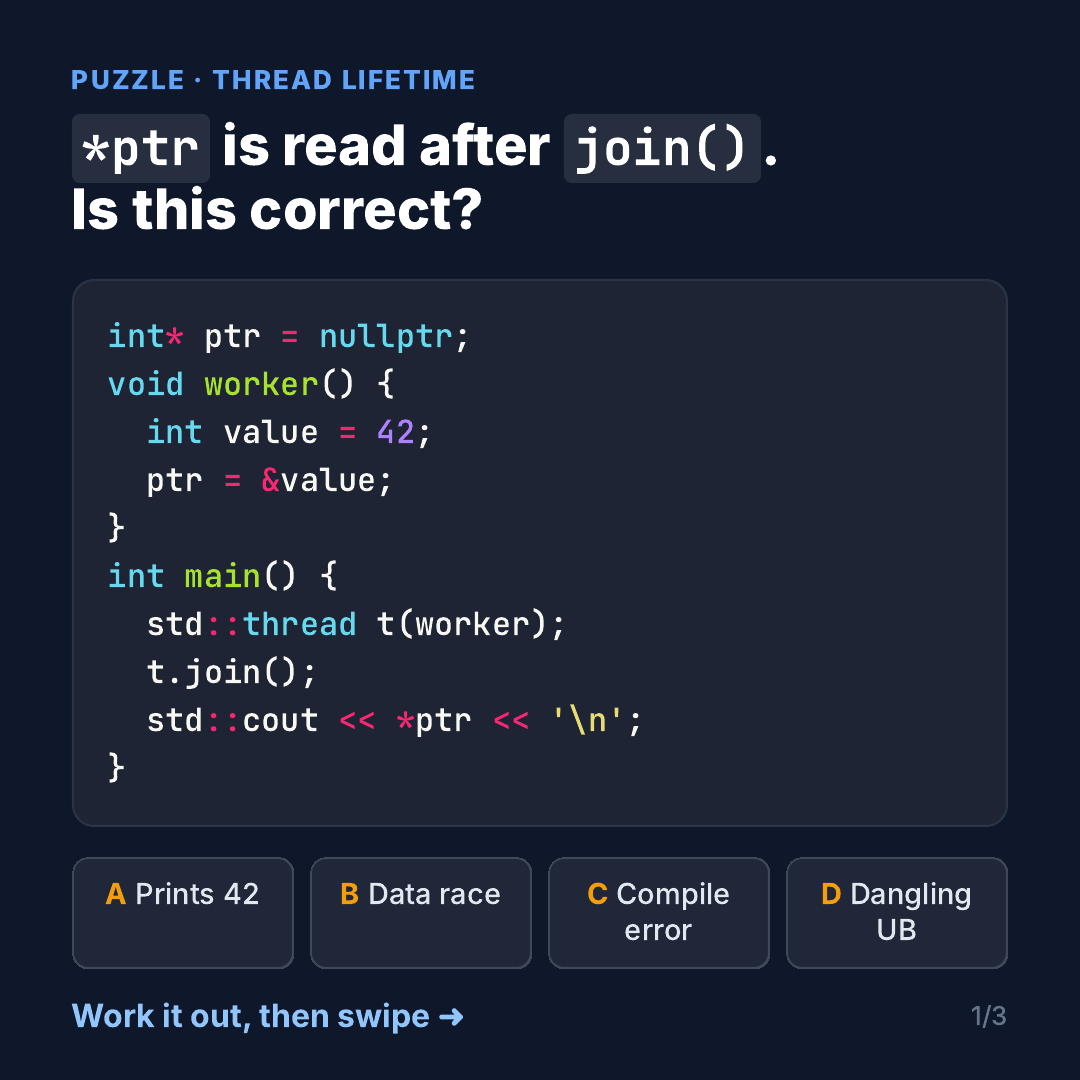 PUZZLE · THREAD LIFETIME
*ptr is read after join().
Is this correct?
int* ptr = nullptr;
void worker() {
  int value = 42;
  ptr = &value;
}
int main() {
  std::thread t(worker);
  t.join();
  std::cout << *ptr << '\n';
}
A Prints 42
B Data race
C Compile
error
D Dangling
UB
Work it out, then swipe ➜
1/3